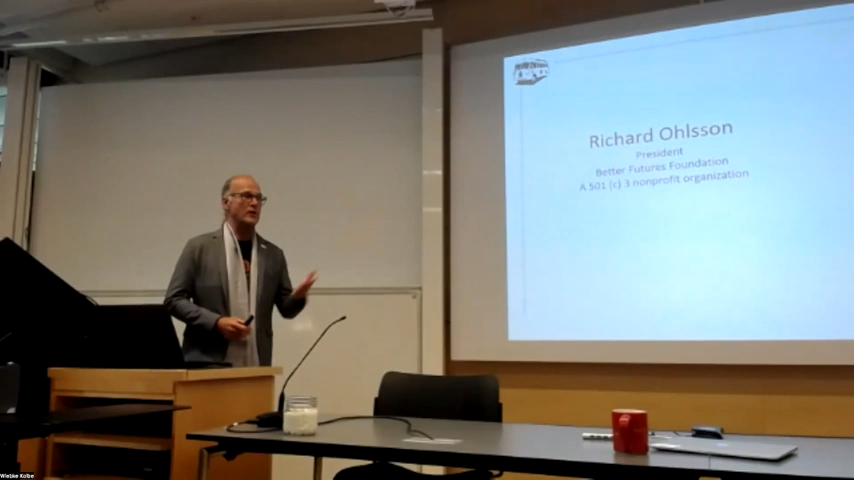 Richard Ohlsson
President
Better Futures Foundation
A 501 (c) 3 nonprofit organization
Wiebke Kolbe